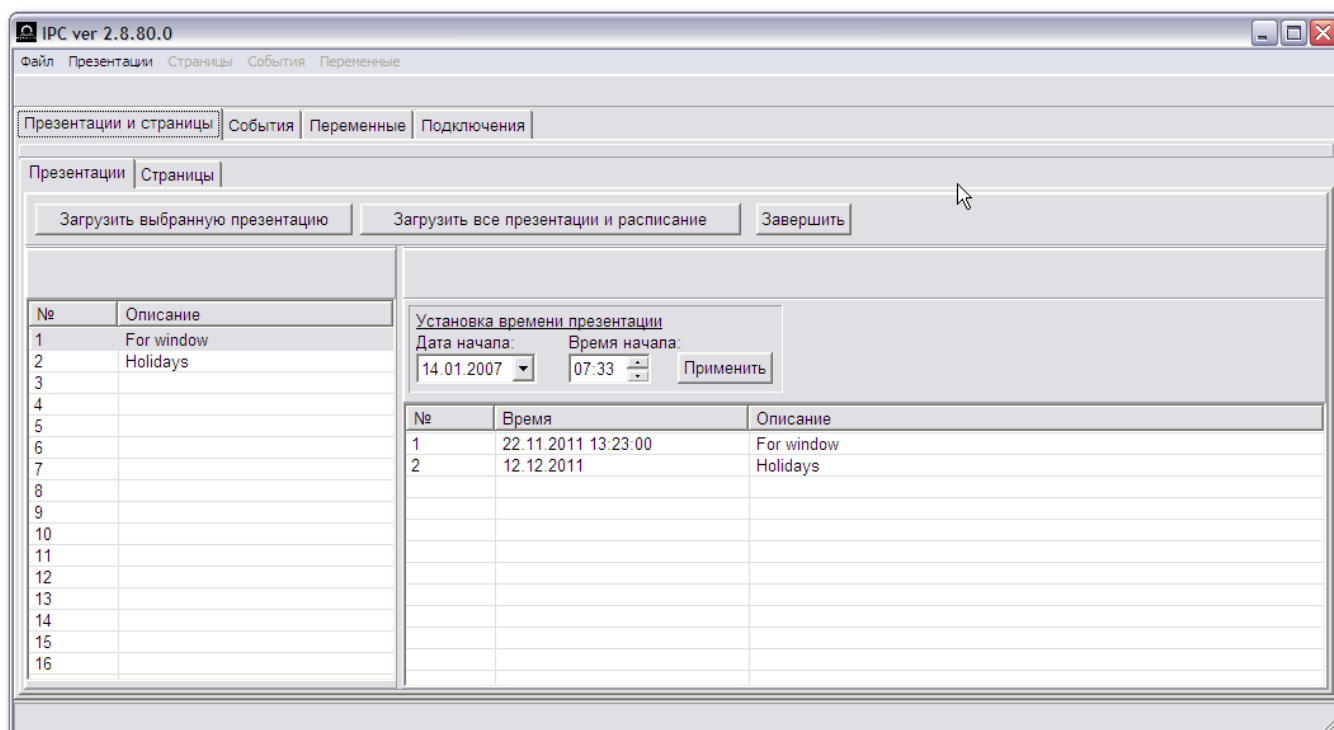 IPC ver 2.8.80.0
Файл Презентации Страницы События Переменные
Презентации и страницы События Переменные Подключения
Презентации Страницы
Загрузить выбранную презентацию Загрузить все презентации и расписание Завершить
№ Описание
1 For window
2 Holidays
3
4
5
6
7
8
9
10
11
12
13
14
15
16
Установка времени презентации
Дата начала: Время начала:
14.01.2007 07:33 Применить
№ Время Описание
1 22.11.2011 13:23:00 For window
2 12.12.2011 Holidays